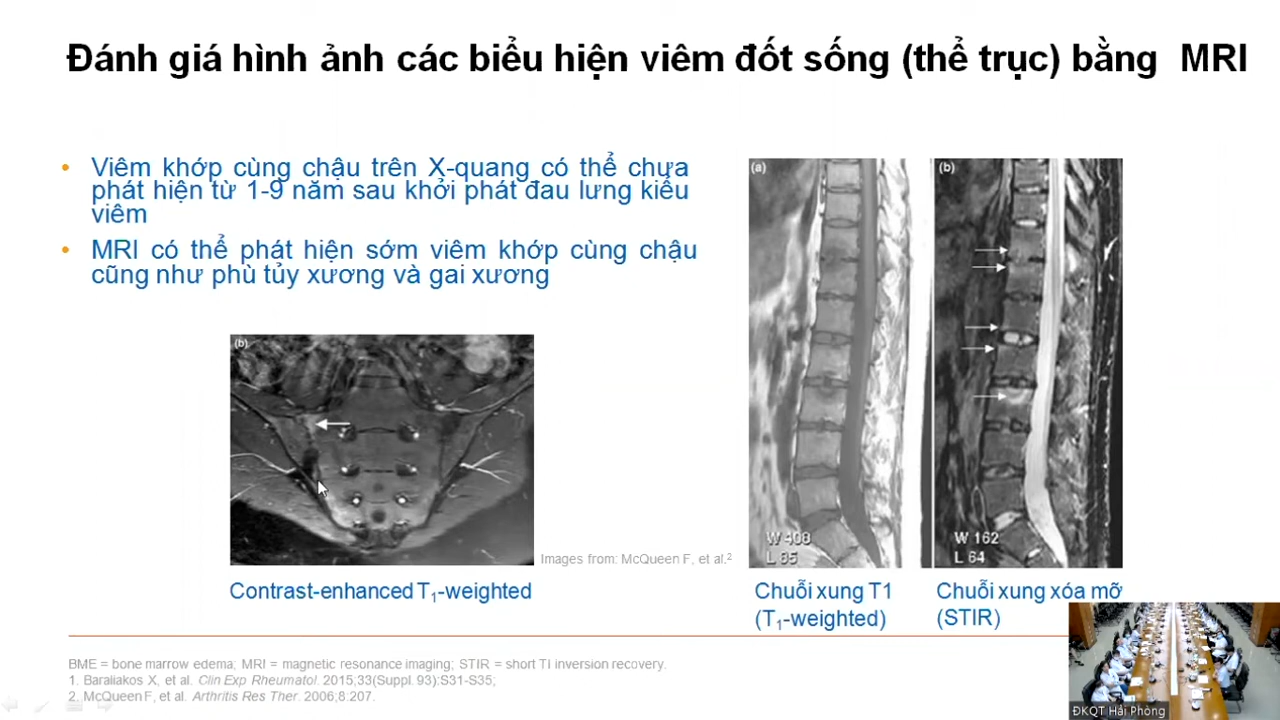 Đánh giá hình ảnh các biểu hiện viêm đốt sống (thể trục) bằng MRI
• Viêm khớp cùng chậu trên X-quang có thể chưa
phát hiện từ 1-9 năm sau khởi phát đau lưng kiểu
viêm
• MRI có thể phát hiện sớm viêm khớp cùng chậu
cũng như phù tủy xương và gai xương
(b)
Images from: McQueen F, et al.²
Contrast-enhanced T₁-weighted
(a)
W 408
L 85
Chuỗi xung T1
(T₁-weighted)
(b)
W 162
L 64
Chuỗi xung xóa mỡ
(STIR)
BME = bone marrow edema; MRI = magnetic resonance imaging; STIR = short TI inversion recovery.
1. Baraliakos X, et al. Clin Exp Rheumatol. 2015;33(Suppl. 93):S31-S35;
2. McQueen F, et al. Arthritis Res Ther. 2006;8:207.
ĐKQT Hải Phòng